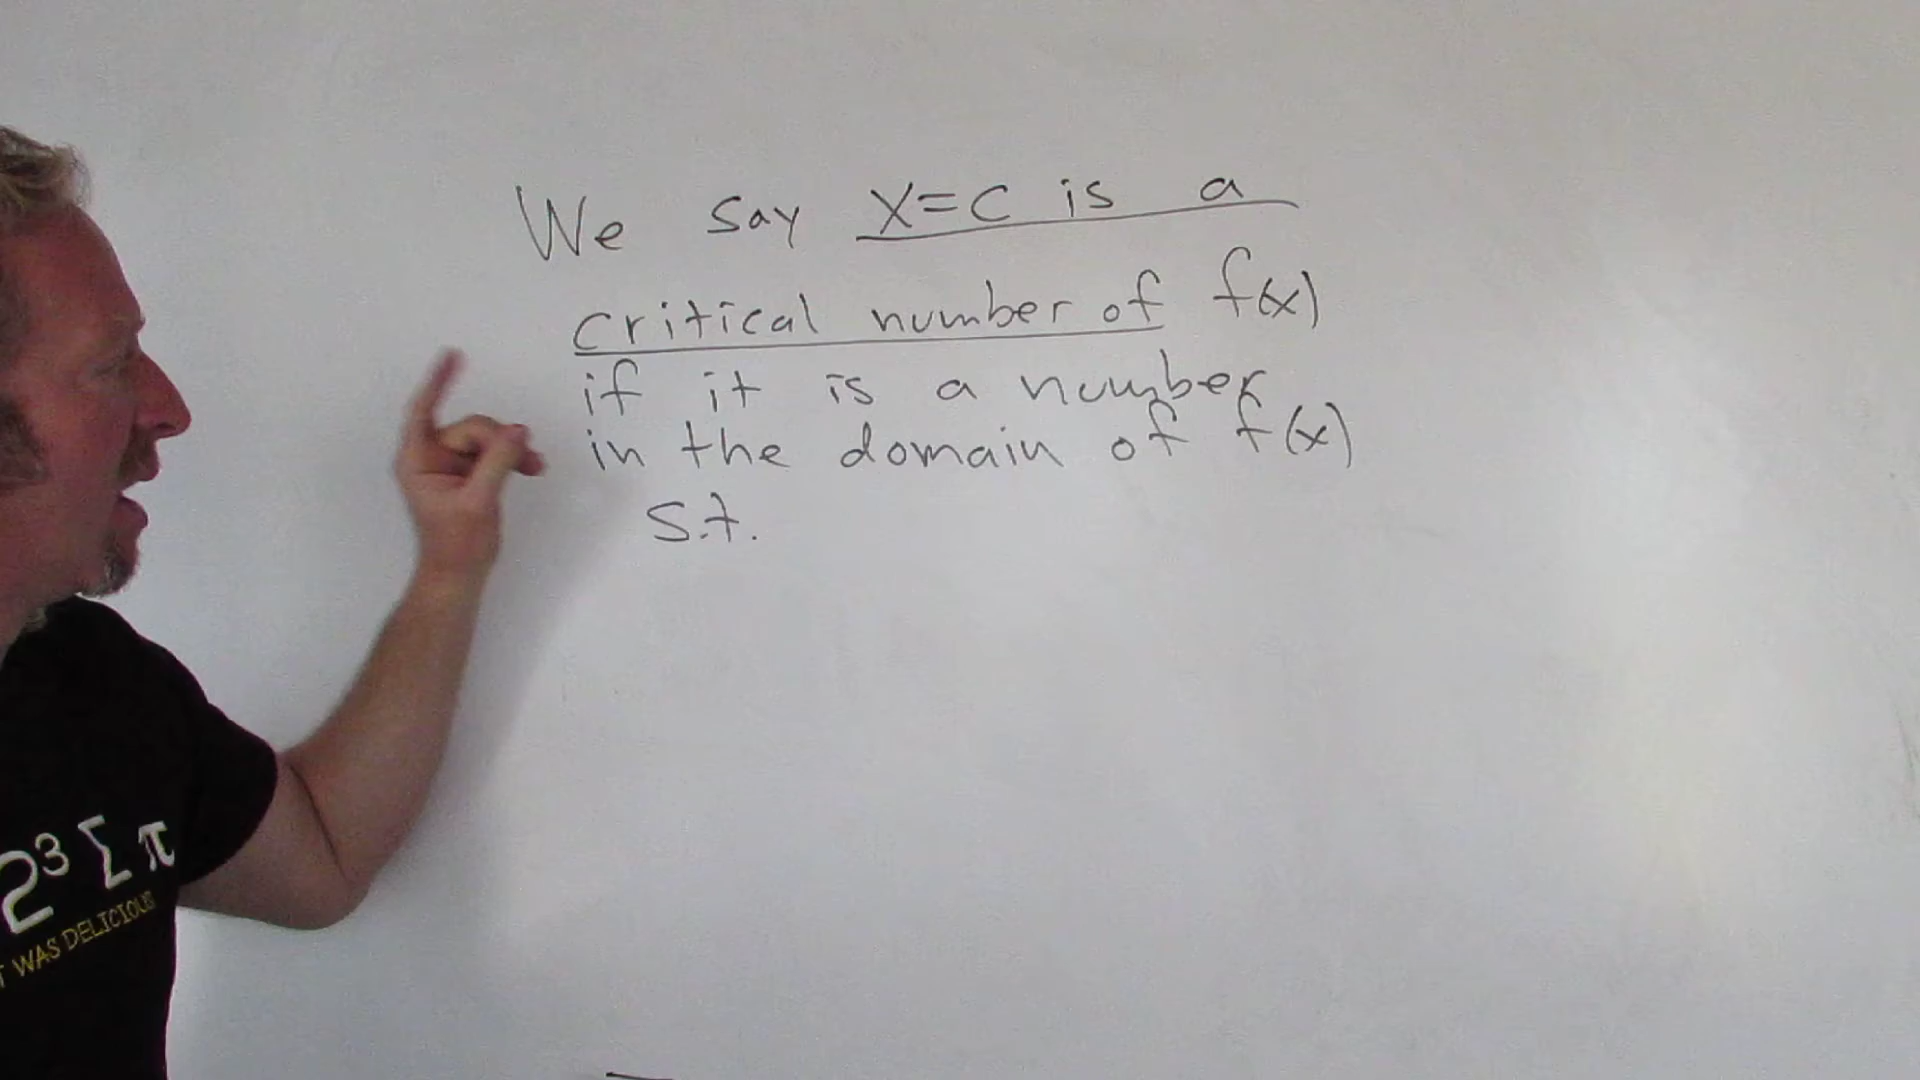 We say x=c is a
critical number of f(x)
if it is a number
in the domain of f(x)
s.t.
2³ Σ π
T WAS DELICIOUS